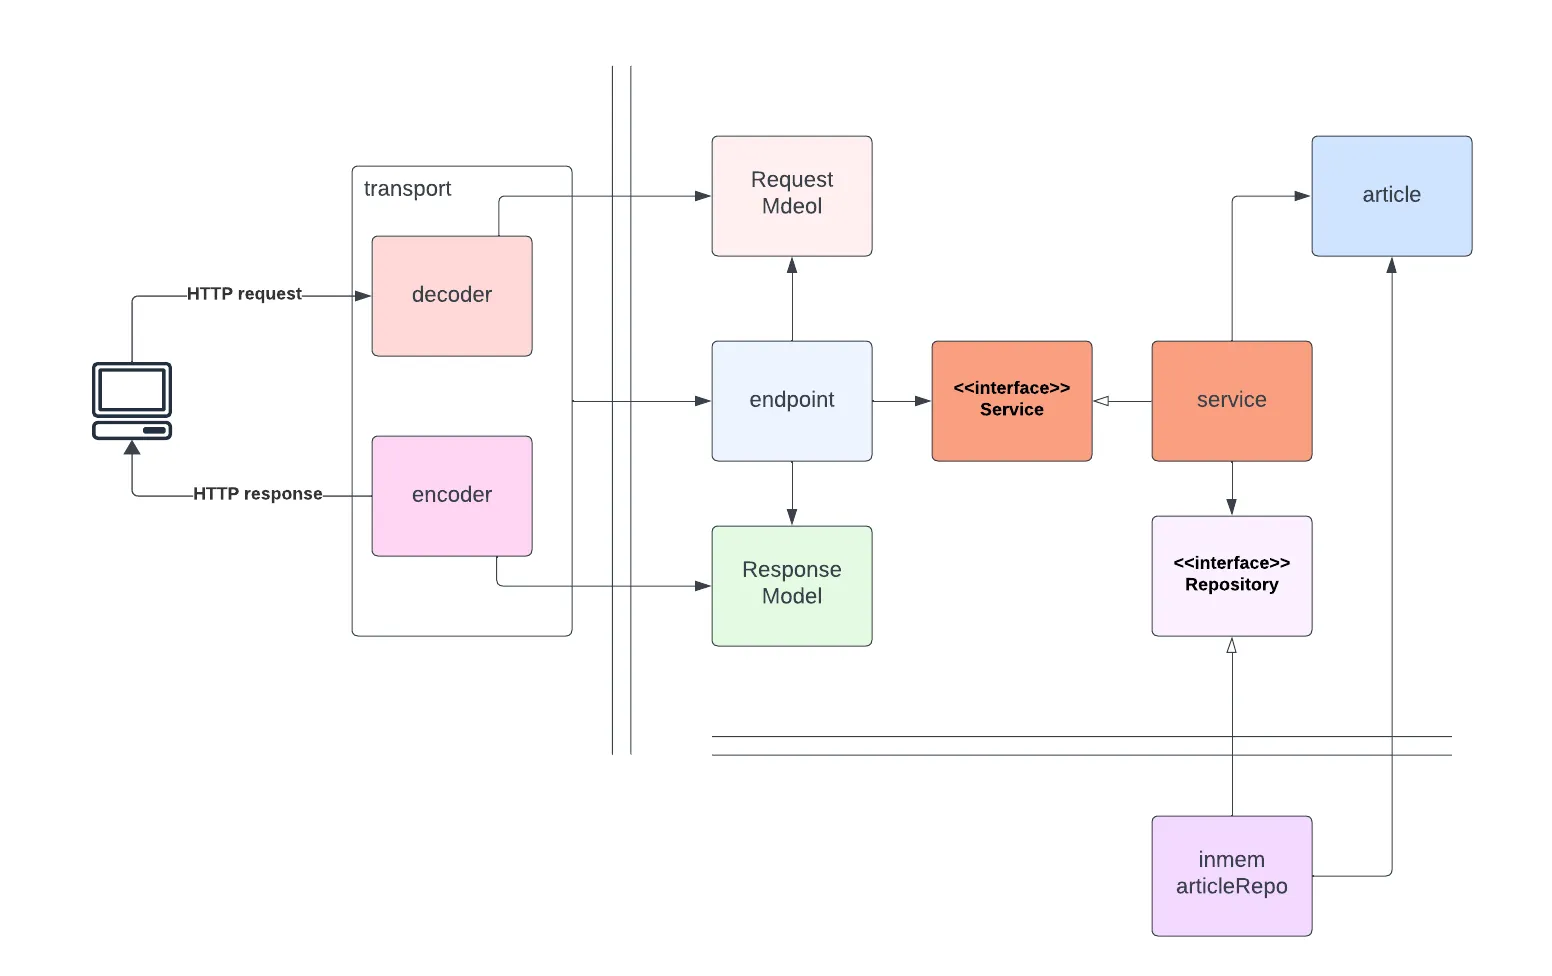 transport
Request
Mdeol
article
decoder
HTTP request
endpoint
<<interface>>
Service
service
encoder
HTTP response
Response
Model
<<interface>>
Repository
inmem
articleRepo